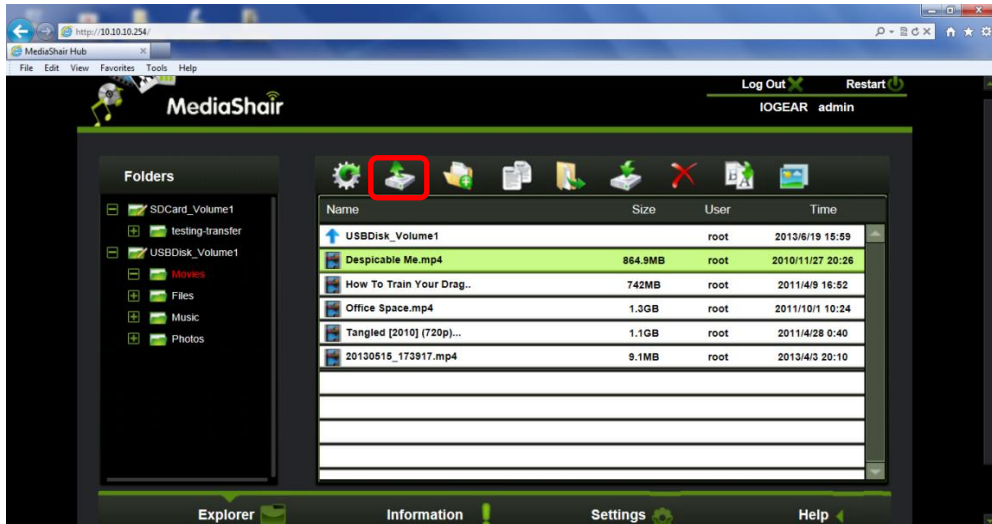 http://10.10.10.254/
MediaShair Hub
File Edit View Favorites Tools Help
Log Out Restart
MediaShair
IOGEAR admin
Folders
SDCard_Volume1
testing-transfer
USBDisk_Volume1
Movies
Files
Music
Photos
Name Size User Time
USBDisk_Volume1 root 2013/6/19 15:59
Despicable Me.mp4 864.9MB root 2010/11/27 20:26
How To Train Your Drag.. 742MB root 2011/4/9 16:52
Office Space.mp4 1.3GB root 2011/10/1 10:24
Tangled [2010] (720p)... 1.1GB root 2011/4/28 0:40
20130515_173917.mp4 9.1MB root 2013/4/3 20:10
Explorer Information Settings Help